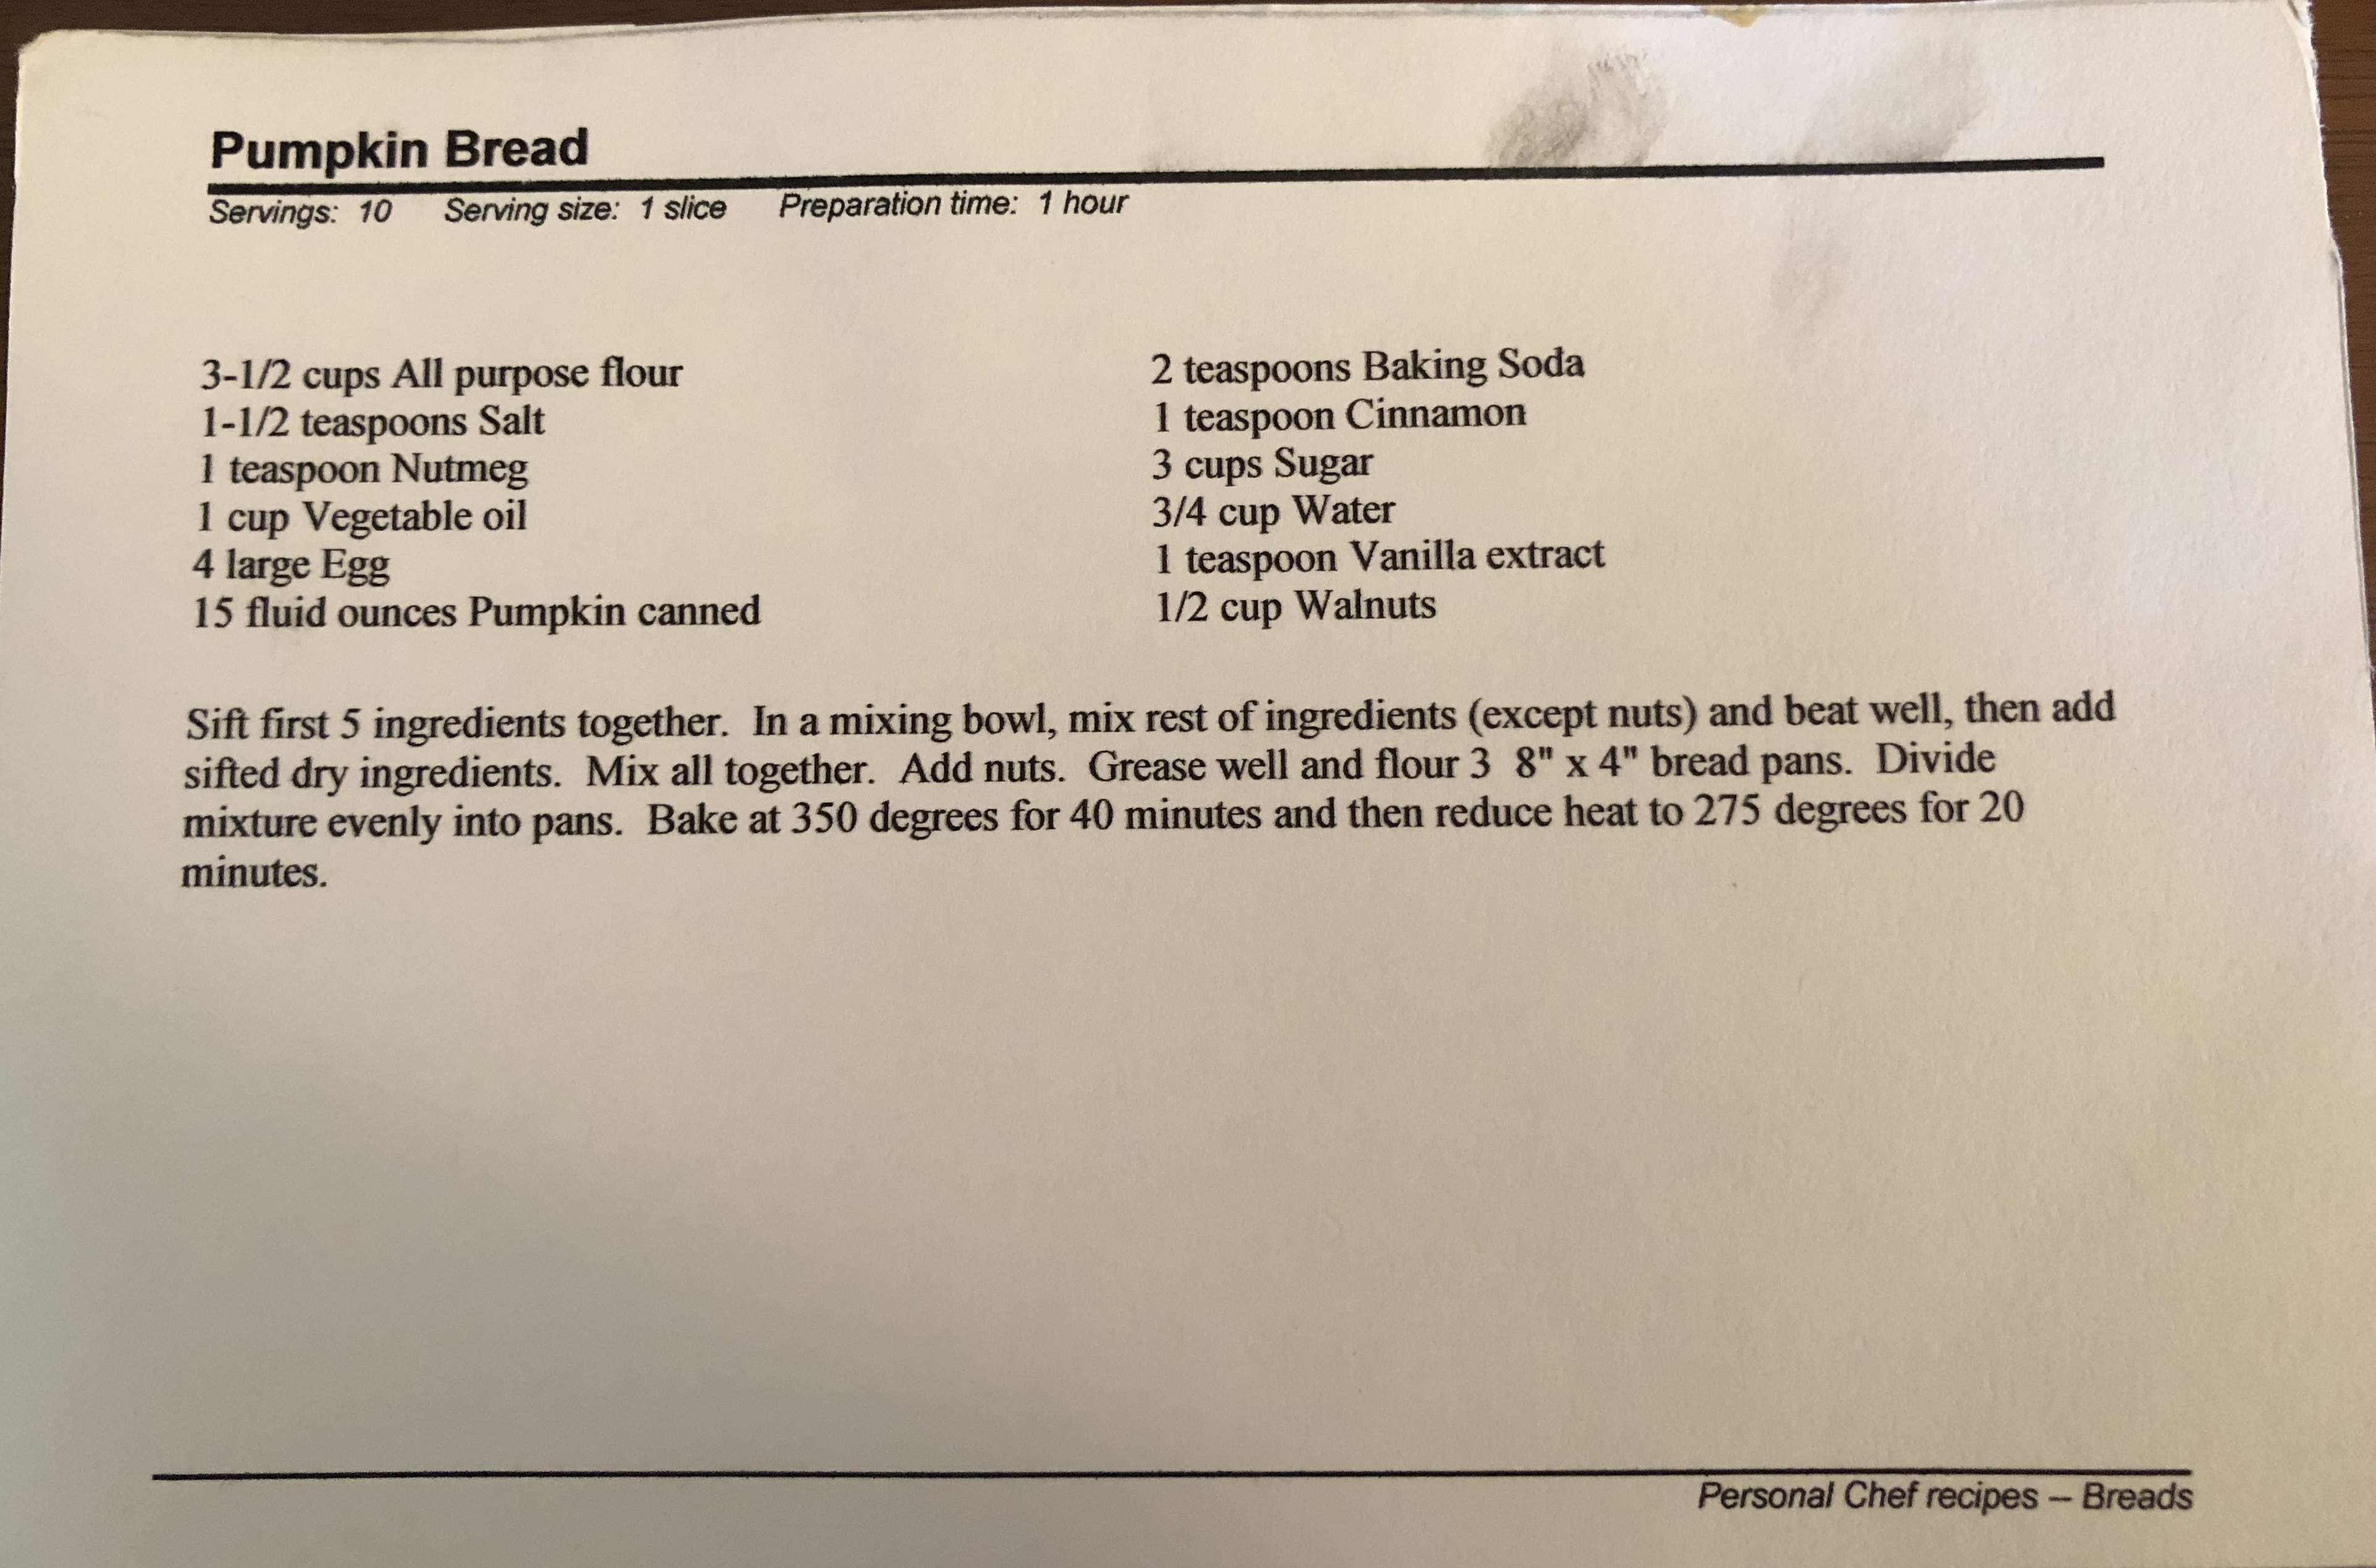 Pumpkin Bread
Servings: 10 Serving size: 1 slice Preparation time: 1 hour
3-1/2 cups All purpose flour
2 teaspoons Baking Soda
1-1/2 teaspoons Salt
1 teaspoon Cinnamon
1 teaspoon Nutmeg
3 cups Sugar
1 cup Vegetable oil
3/4 cup Water
4 large Egg
1 teaspoon Vanilla extract
15 fluid ounces Pumpkin canned
1/2 cup Walnuts
Sift first 5 ingredients together. In a mixing bowl, mix rest of ingredients (except nuts) and beat well, then add
sifted dry ingredients. Mix all together. Add nuts. Grease well and flour 3 8" x 4" bread pans. Divide
mixture evenly into pans. Bake at 350 degrees for 40 minutes and then reduce heat to 275 degrees for 20
minutes.
Personal Chef recipes – Breads